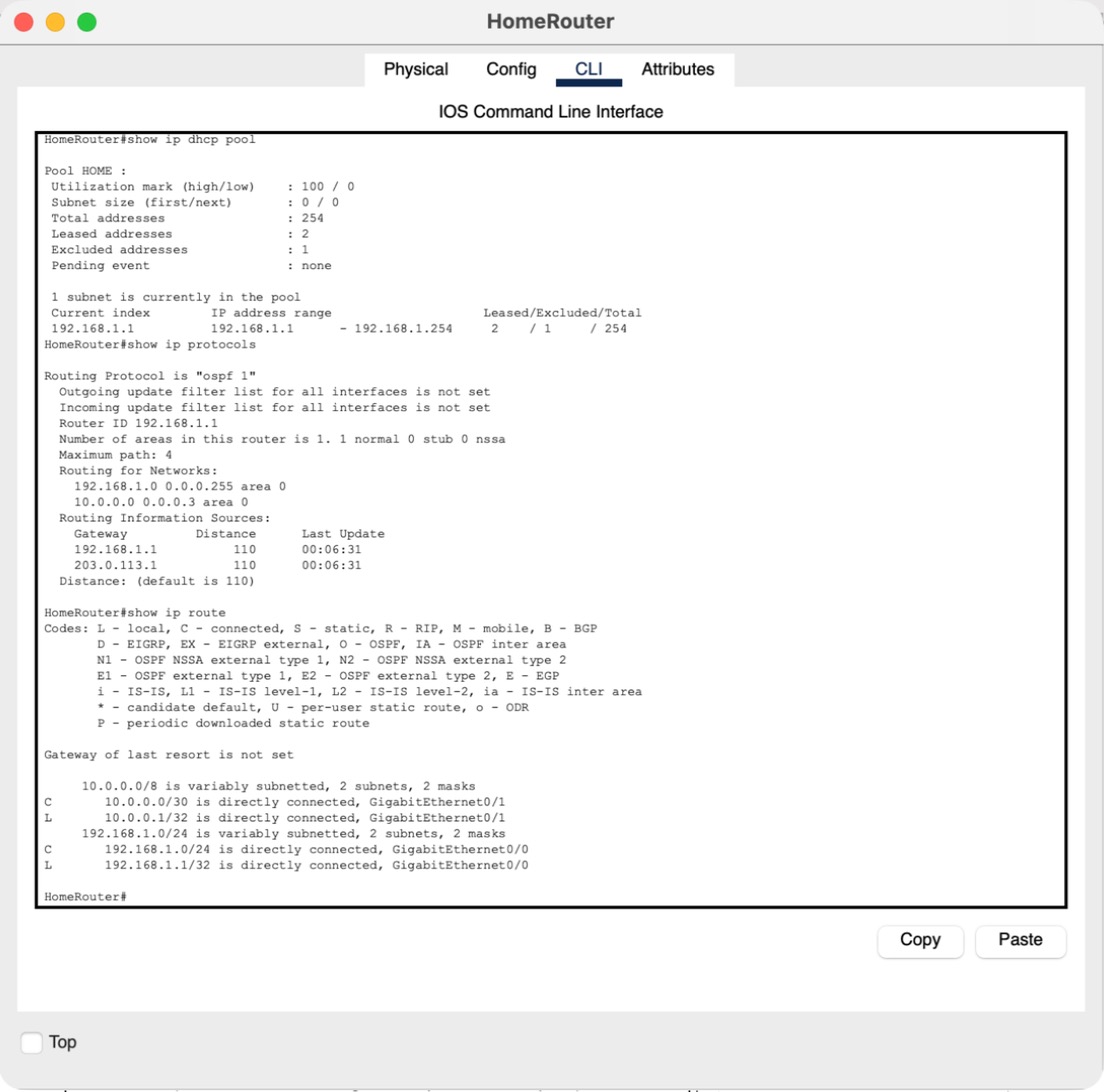 HomeRouter
Physical Config CLI Attributes
IOS Command Line Interface
HomeRouter#show ip dhcp pool
Pool HOME :
 Utilization mark (high/low)    : 100 / 0
 Subnet size (first/next)       : 0 / 0
 Total addresses                : 254
 Leased addresses               : 2
 Excluded addresses             : 1
 Pending event                  : none
 1 subnet is currently in the pool
 Current index        IP address range                    Leased/Excluded/Total
 192.168.1.1          192.168.1.1      - 192.168.1.254     2    / 1     / 254
HomeRouter#show ip protocols
Routing Protocol is "ospf 1"
  Outgoing update filter list for all interfaces is not set
  Incoming update filter list for all interfaces is not set
  Router ID 192.168.1.1
  Number of areas in this router is 1. 1 normal 0 stub 0 nssa
  Maximum path: 4
  Routing for Networks:
    192.168.1.0 0.0.0.255 area 0
    10.0.0.0 0.0.0.3 area 0
  Routing Information Sources:
    Gateway         Distance      Last Update
    192.168.1.1          110      00:06:31
    203.0.113.1          110      00:06:31
  Distance: (default is 110)
HomeRouter#show ip route
Codes: L - local, C - connected, S - static, R - RIP, M - mobile, B - BGP
       D - EIGRP, EX - EIGRP external, O - OSPF, IA - OSPF inter area
       N1 - OSPF NSSA external type 1, N2 - OSPF NSSA external type 2
       E1 - OSPF external type 1, E2 - OSPF external type 2, E - EGP
       i - IS-IS, L1 - IS-IS level-1, L2 - IS-IS level-2, ia - IS-IS inter area
       * - candidate default, U - per-user static route, o - ODR
       P - periodic downloaded static route
Gateway of last resort is not set
     10.0.0.0/8 is variably subnetted, 2 subnets, 2 masks
C       10.0.0.0/30 is directly connected, GigabitEthernet0/1
L       10.0.0.1/32 is directly connected, GigabitEthernet0/1
     192.168.1.0/24 is variably subnetted, 2 subnets, 2 masks
C       192.168.1.0/24 is directly connected, GigabitEthernet0/0
L       192.168.1.1/32 is directly connected, GigabitEthernet0/0
HomeRouter#
Copy Paste
Top